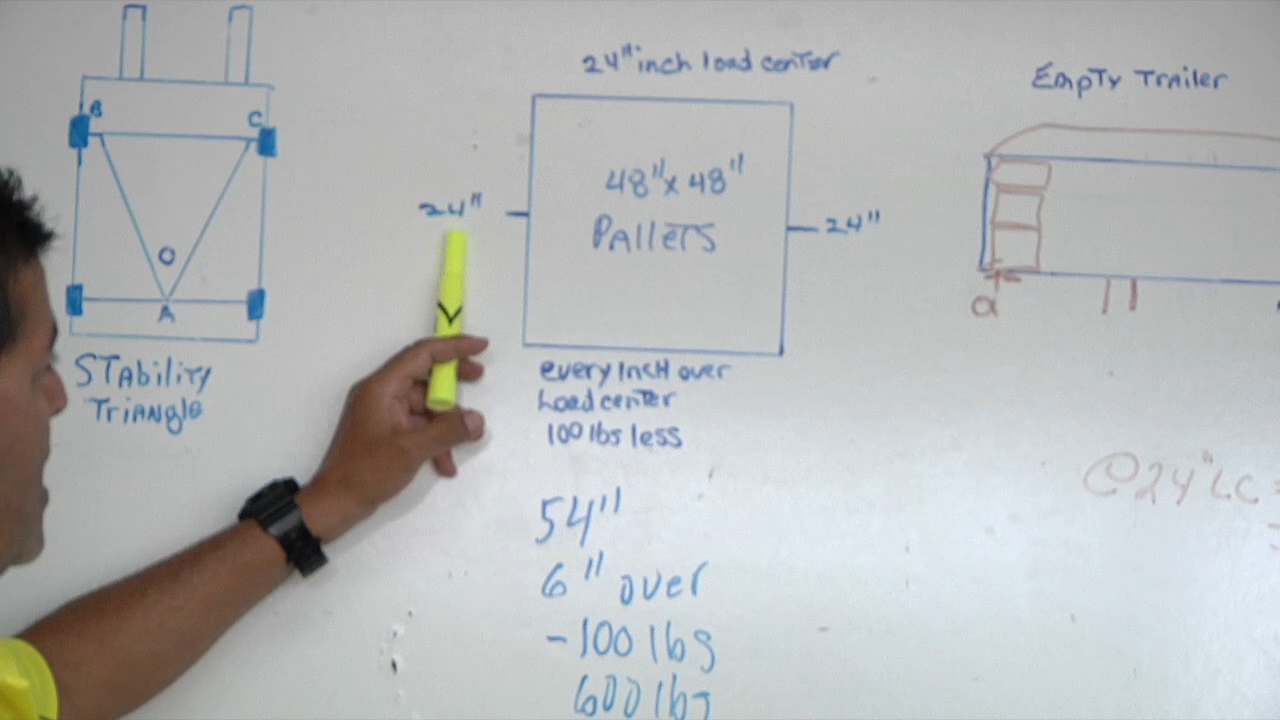 B
C
O
A
STability
TriANglo
24" inch load center
48" x 48"
PAllETS
24"
24"
every inch over
Load center
100 lbs less
54"
6" over
-100 lbs
600 lbs
EmpTy Trailer
a
@24" LC =